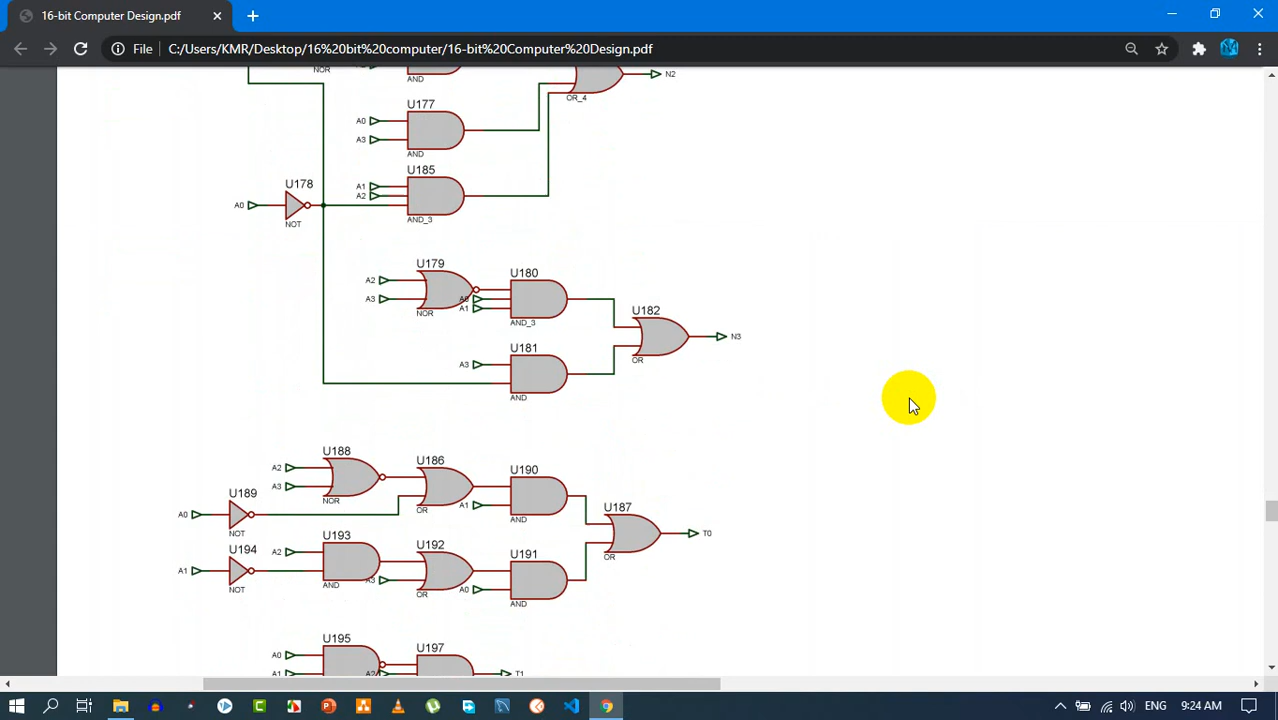 16-bit Computer Design.pdf
File C:/Users/KMR/Desktop/16%20bit%20computer/16-bit%20Computer%20Design.pdf
NOR
AND
N2
OR_4
U177
A0
A3
AND
U185
A1
A2
AND_3
U178
A0
NOT
U179
A2
A3
NOR
U180
A1
AND_3
U182
N3
OR
U181
A3
AND
U188
A2
A3
NOR
U186
OR
U190
A1
AND
U189
A0
NOT
U187
T0
OR
U193
A2
AND
U194
A1
NOT
U192
A3
OR
U191
A0
AND
U195
A0
A1
U197
A2
T1
ENG
9:24 AM